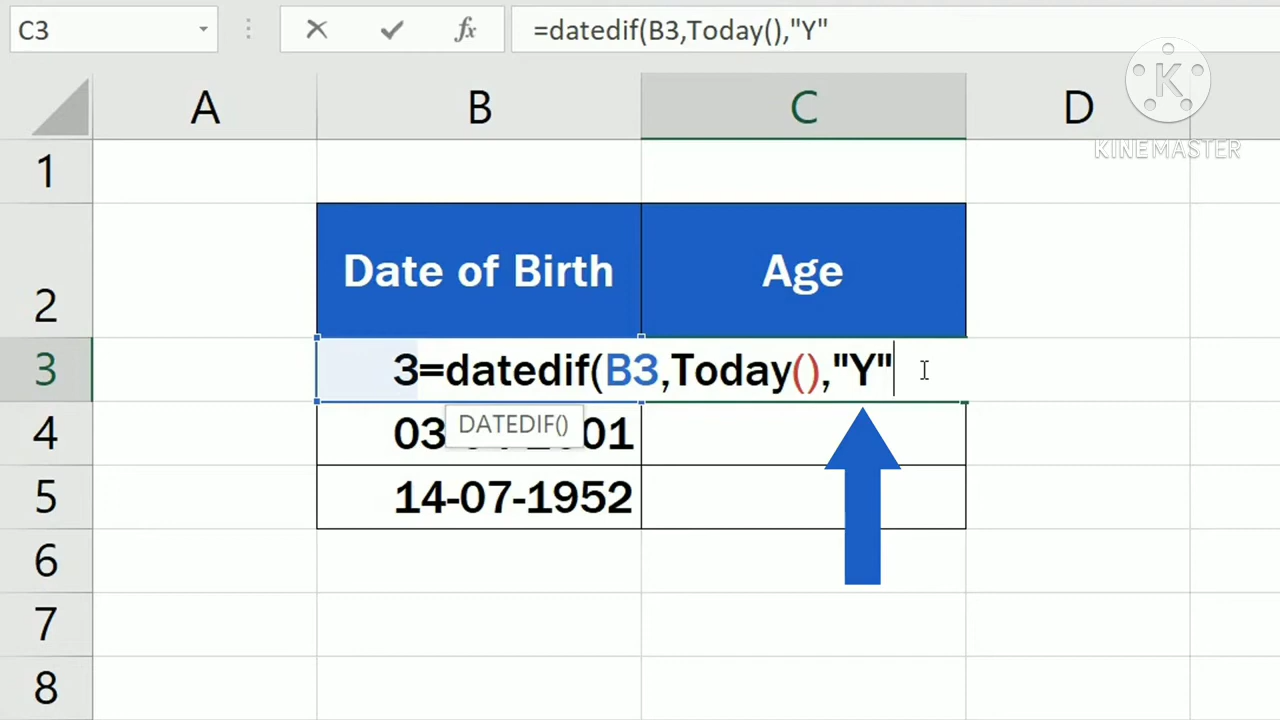 C3 fx =datedif(B3,Today(),"Y"
K
KINEMASTER
A B C D
1
2 Date of Birth Age
3 3=datedif(B3,Today(),"Y"
DATEDIF()
4 03 01
5 14-07-1952
6
7
8